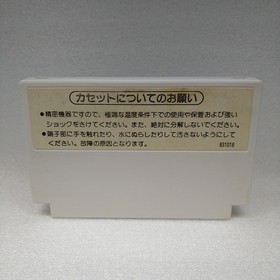 カセットについてのお願い
●精密機器ですので、極端な温度条件下での使用や保管および強い
ショックをさけてください。また、絶対に分解しないでください。
●端子部に手を触れたり、水にぬらしたりして汚さないようにして
ください。故障の原因となります。
831018